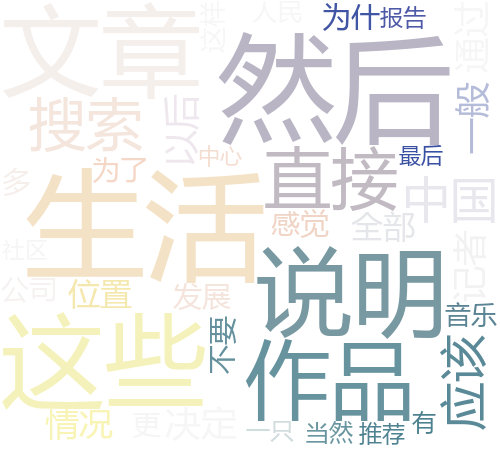 文章
这样
人民
为什
报告
通过
然后
搜索
以后
一般
为了
中心
直接
最后
多
生活
中国
感觉
全部
社区
公司
位置
发展
说明
记者
音乐
这些
不要
作品
应该
情况
更
决定
一只
当然
推荐
有